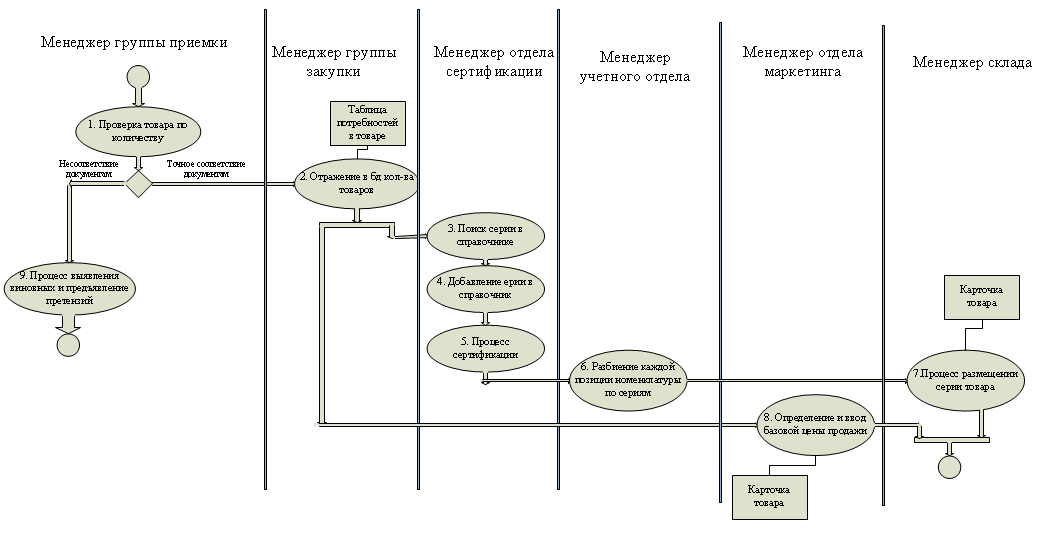 Менеджер группы приемки
Менеджер группы
закупки
Менеджер отдела
сертификации
Менеджер
учетного отдела
Менеджер отдела
маркетинга
Менеджер склада
1. Проверка товара по
количеству
Несоответствие
документам
Точное соответствие
документам
Таблица
потребностей
в товаре
2. Отражение в бд кол-ва
товаров
3. Поиск серии в
справочнике
4. Добавление ерии в
справочник
5. Процесс
сертификации
9. Процесс выявления
виновных и предъявление
претензий
6. Разбиение каждой
позиции номенклатуры
по сериям
Карточка
товара
7.Процесс размещении
серии товара
8. Определение и ввод
базовой цены продажи
Карточка
товара